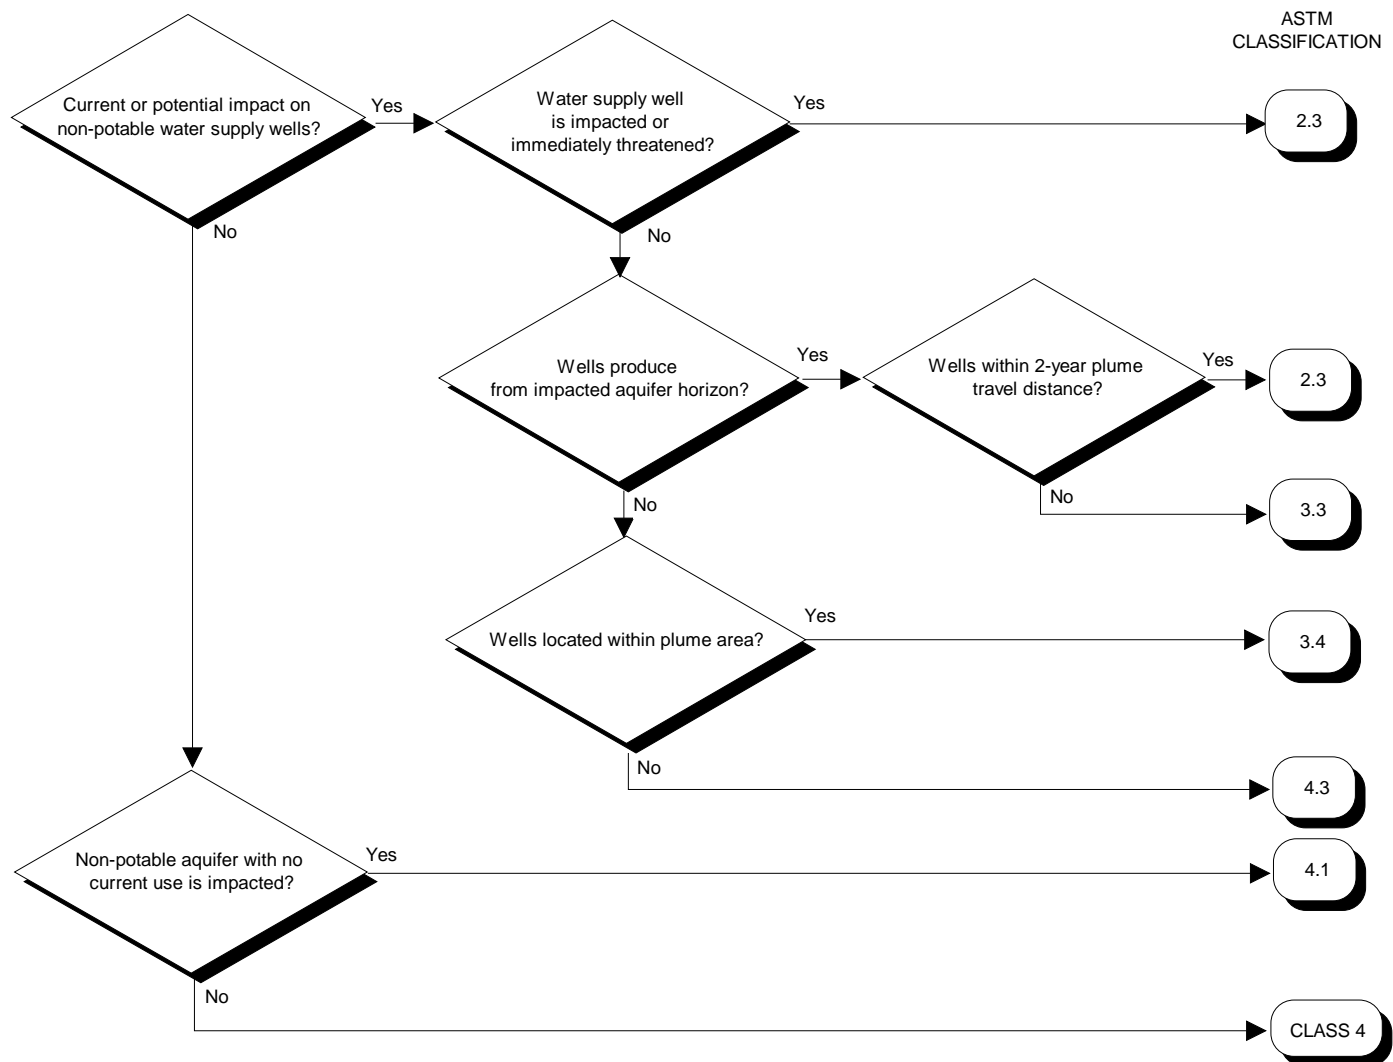 ASTM
CLASSIFICATION
Current or potential impact on
non-potable water supply wells?
Yes
Water supply well
is impacted or
immediately threatened?
Yes
2.3
No
No
Wells produce
from impacted aquifer horizon?
Yes
Wells within 2-year plume
travel distance?
Yes
2.3
No
3.3
No
Wells located within plume area?
Yes
3.4
No
4.3
Non-potable aquifer with no
current use is impacted?
Yes
4.1
No
CLASS 4